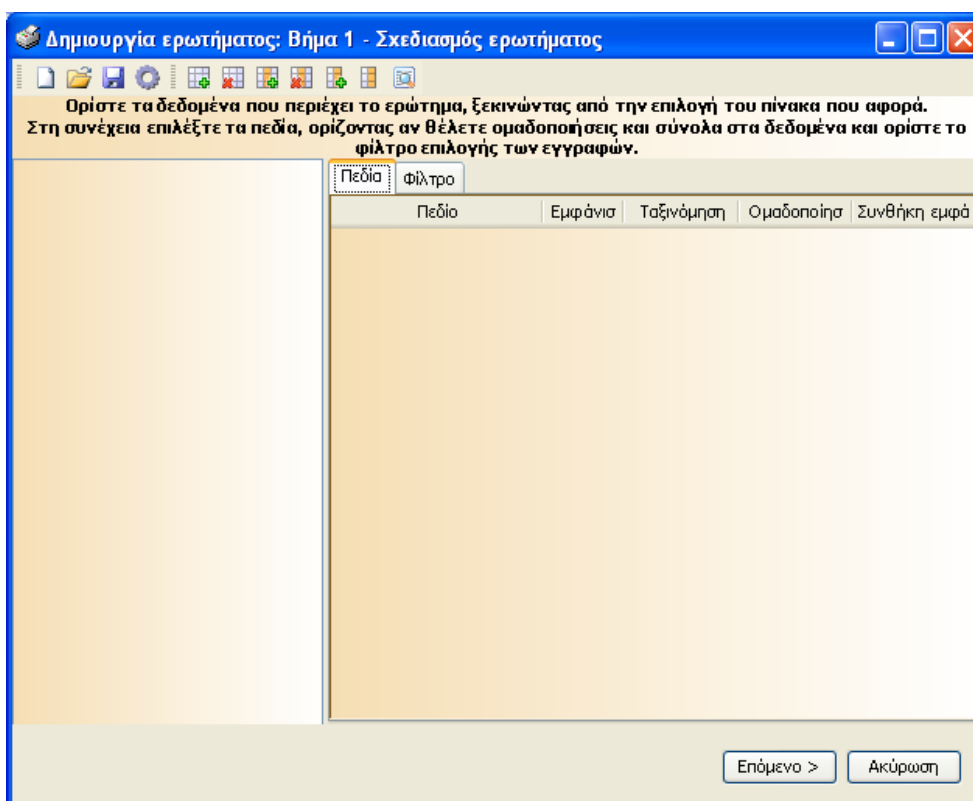 Δημιουργία ερωτήματος: Βήμα 1 - Σχεδιασμός ερωτήματος
Ορίστε τα δεδομένα που περιέχει το ερώτημα, ξεκινώντας από την επιλογή του πίνακα που αφορά.
Στη συνέχεια επιλέξτε τα πεδία, ορίζοντας αν θέλετε ομαδοποιήσεις και σύνολα στα δεδομένα και ορίστε το
φίλτρο επιλογής των εγγραφών.
Πεδία Φίλτρο
Πεδίο Εμφάνισ Ταξινόμηση Ομαδοποίησ Συνθήκη εμφά
Επόμενο > Ακύρωση